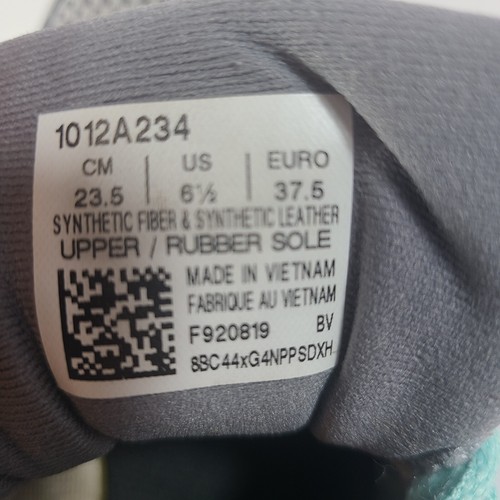 1012A234
CM | US | EURO
23.5 | 6½ | 37.5
SYNTHETIC FIBER & SYNTHETIC LEATHER
UPPER / RUBBER SOLE
MADE IN VIETNAM
FABRIQUE AU VIETNAM
F920819 BV
8BC44xG4NPPSDXH